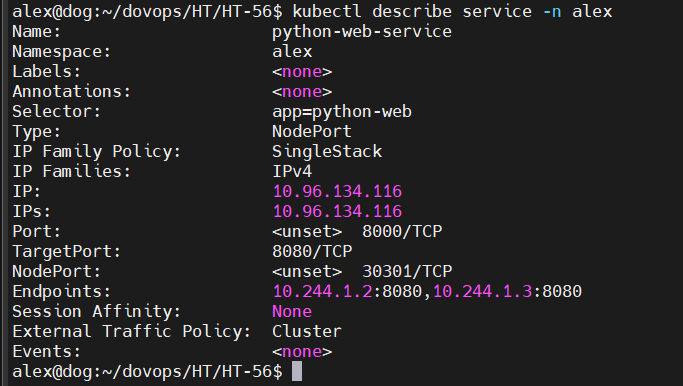 alex@dog:~/dovops/HT/HT-56$ kubectl describe service -n alex
Name:                     python-web-service
Namespace:                alex
Labels:                   <none>
Annotations:              <none>
Selector:                 app=python-web
Type:                     NodePort
IP Family Policy:         SingleStack
IP Families:              IPv4
IP:                       10.96.134.116
IPs:                      10.96.134.116
Port:                     <unset>  8000/TCP
TargetPort:               8080/TCP
NodePort:                 <unset>  30301/TCP
Endpoints:                10.244.1.2:8080,10.244.1.3:8080
Session Affinity:         None
External Traffic Policy:  Cluster
Events:                   <none>
alex@dog:~/dovops/HT/HT-56$